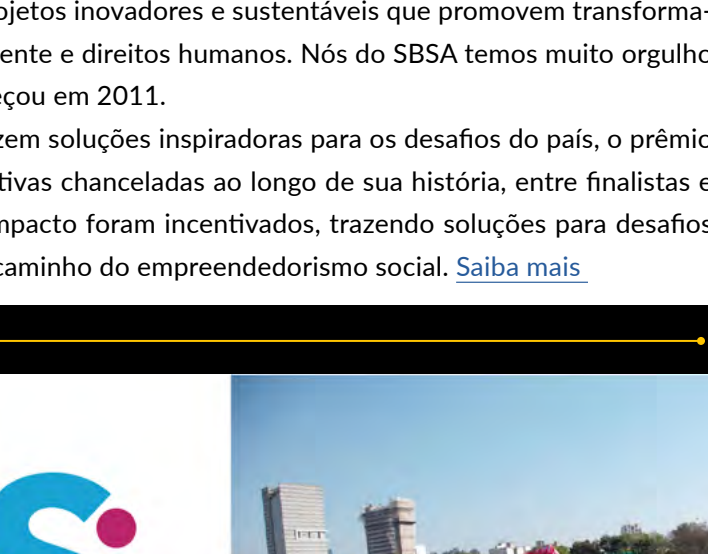 ojetos inovadores e sustentáveis que promovem transforma-
ente e direitos humanos. Nós do SBSA temos muito orgulho
eçou em 2011.
zem soluções inspiradoras para os desafios do país, o prêmio
tivas chanceladas ao longo de sua história, entre finalistas e
mpacto foram incentivados, trazendo soluções para desafios
caminho do empreendedorismo social. Saiba mais